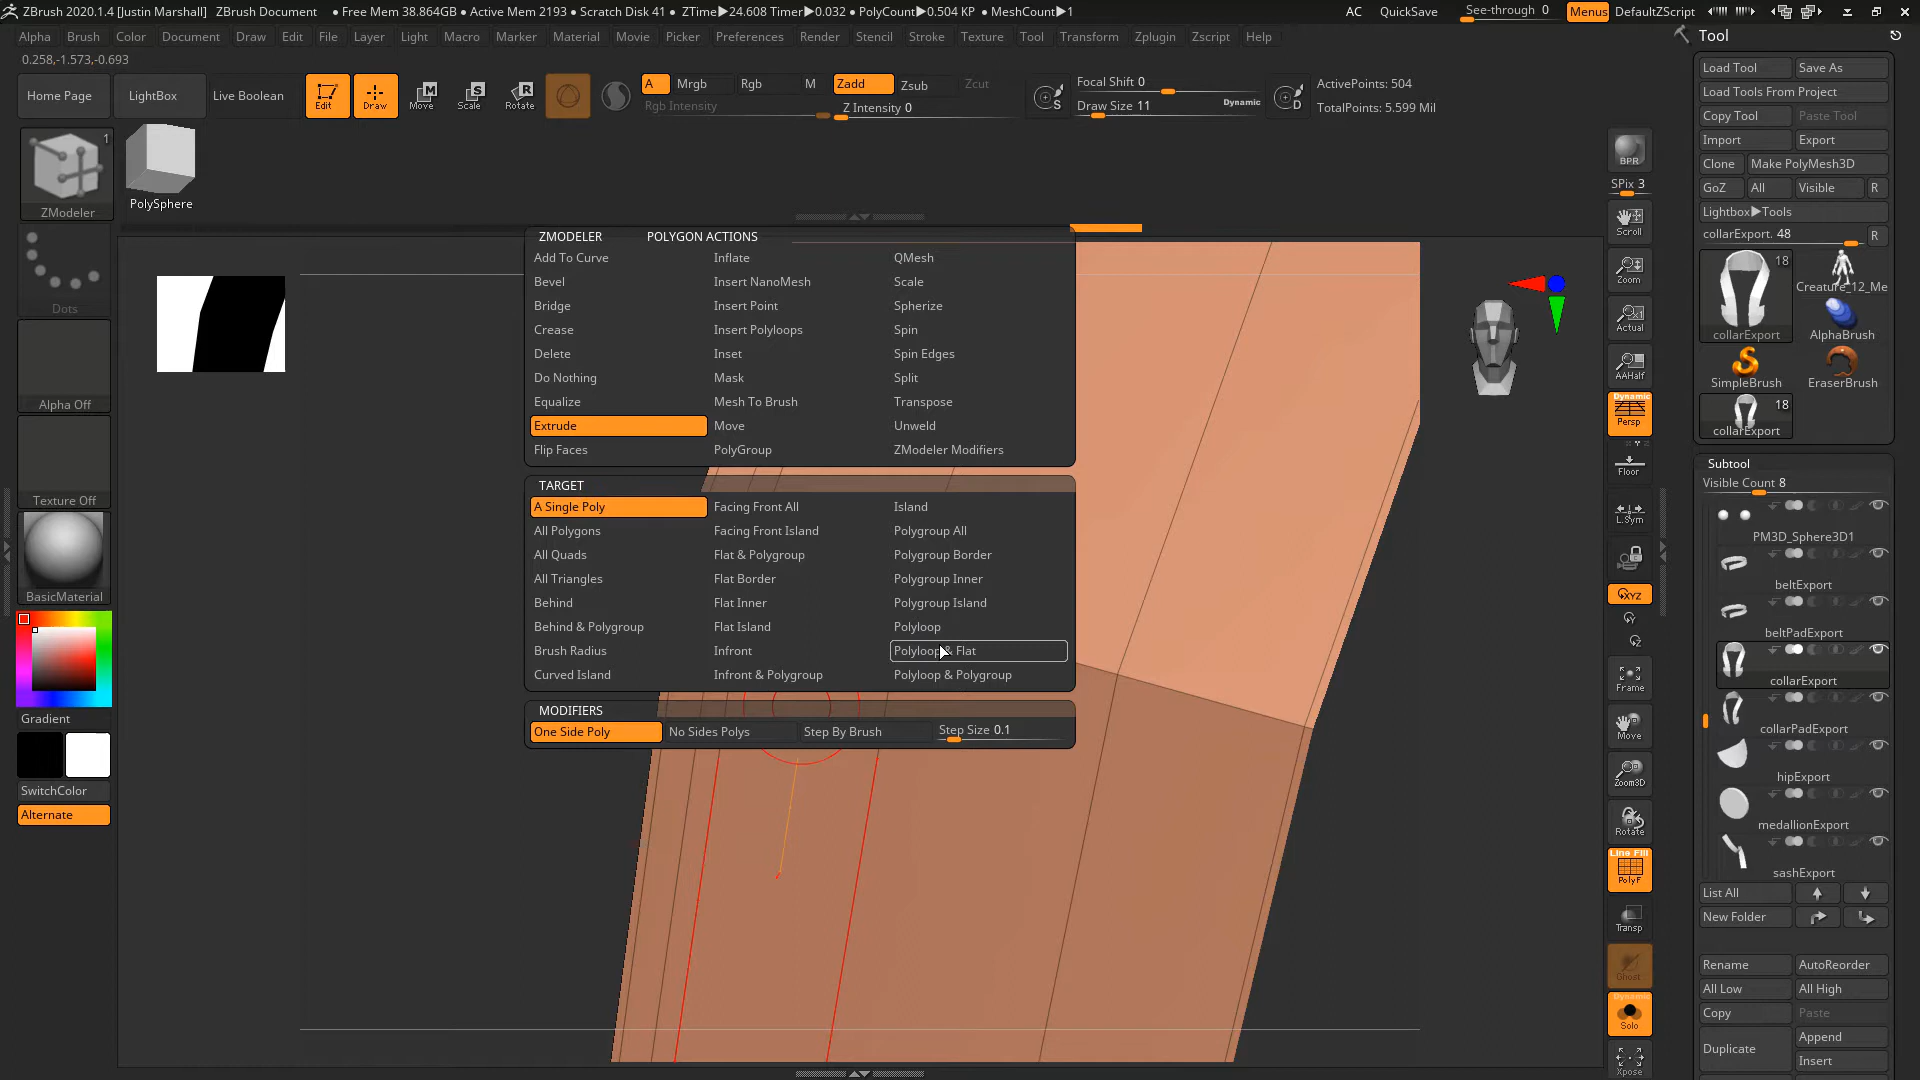 ZBrush 2020.1.4 [Justin Marshall]  ZBrush Document  • Free Mem 38.864GB • Active Mem 2193 • Scratch Disk 41 • ZTime▶24.608 Timer▶0.032 • PolyCount▶0.504 KP • MeshCount▶1  AC  QuickSave  See-through 0  Menus  DefaultZScript
Alpha  Brush  Color  Document  Draw  Edit  File  Layer  Light  Macro  Marker  Material  Movie  Picker  Preferences  Render  Stencil  Stroke  Texture  Tool  Transform  Zplugin  Zscript  Help
0.258,-1.573,-0.693
Home Page  LightBox  Live Boolean  Edit  Draw  Move  Scale  Rotate
A  Mrgb  Rgb  M  Zadd  Zsub  Zcut
Rgb Intensity  Z Intensity 0
S  Focal Shift 0
Draw Size 11  Dynamic  D
ActivePoints: 504
TotalPoints: 5.599 Mil
1
ZModeler
PolySphere
Dots
Alpha Off
Texture Off
BasicMaterial
Gradient
SwitchColor
Alternate
ZMODELER  POLYGON ACTIONS
Add To Curve  Inflate  QMesh
Bevel  Insert NanoMesh  Scale
Bridge  Insert Point  Spherize
Crease  Insert Polyloops  Spin
Delete  Inset  Spin Edges
Do Nothing  Mask  Split
Equalize  Mesh To Brush  Transpose
Extrude  Move  Unweld
Flip Faces  PolyGroup  ZModeler Modifiers
TARGET
A Single Poly  Facing Front All  Island
All Polygons  Facing Front Island  Polygroup All
All Quads  Flat & Polygroup  Polygroup Border
All Triangles  Flat Border  Polygroup Inner
Behind  Flat Inner  Polygroup Island
Behind & Polygroup  Flat Island  Polyloop
Brush Radius  Infront  Polyloop & Flat
Curved Island  Infront & Polygroup  Polyloop & Polygroup
MODIFIERS
One Side Poly  No Sides Polys  Step By Brush  Step Size 0.1
BPR
SPix 3
Scroll
Zoom
Actual
AAHalf
Dynamic
Persp
Floor
L.Sym
XYZ
Frame
Move
Zoom3D
Rotate
Line Fill
PolyF
Transp
Ghost
Dynamic
Solo
Xpose
Tool
Load Tool  Save As
Load Tools From Project
Copy Tool  Paste Tool
Import  Export
Clone  Make PolyMesh3D
GoZ  All  Visible  R
Lightbox▶Tools
collarExport. 48  R
18
collarExport  Creature_12_Me
AlphaBrush
SimpleBrush  EraserBrush
18
collarExport
Subtool
Visible Count 8
PM3D_Sphere3D1
beltExport
beltPadExport
collarExport
collarPadExport
hipExport
medallionExport
sashExport
List All
New Folder
Rename  AutoReorder
All Low  All High
Copy  Paste
Duplicate  Append
Insert